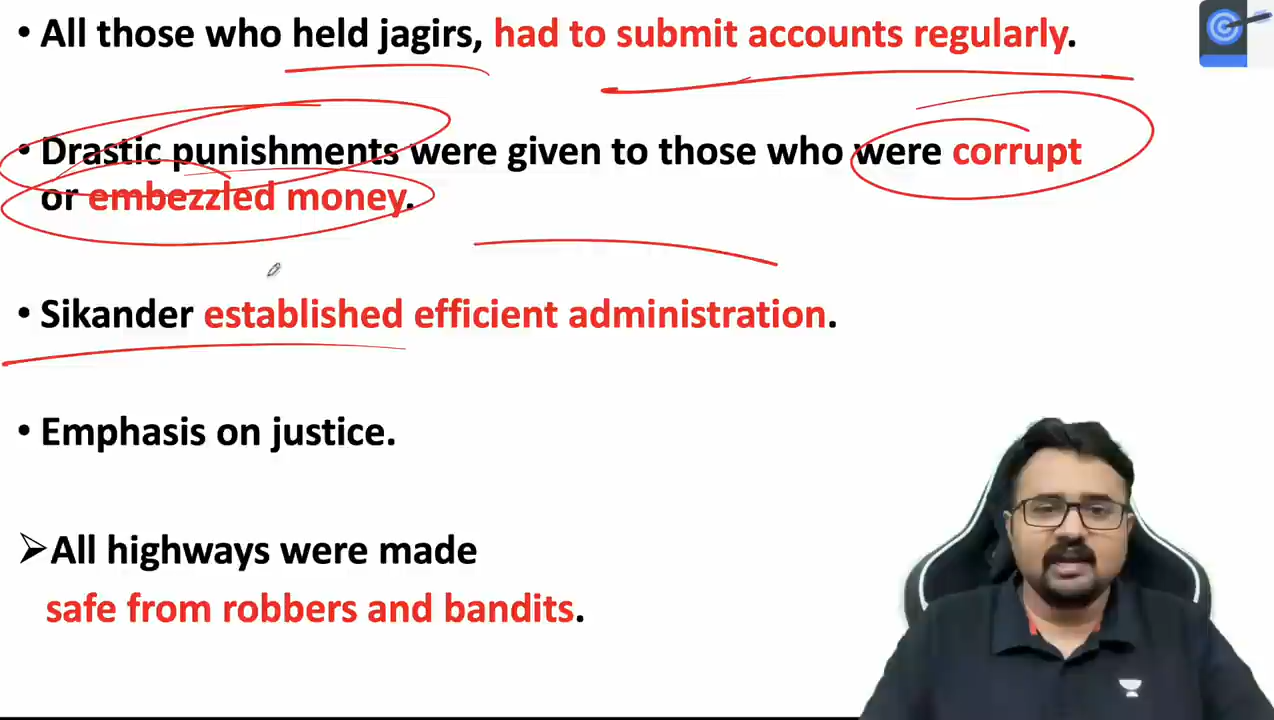 • All those who held jagirs, had to submit accounts regularly.
• Drastic punishments were given to those who were corrupt
or embezzled money.
• Sikander established efficient administration.
• Emphasis on justice.
➢All highways were made
safe from robbers and bandits.